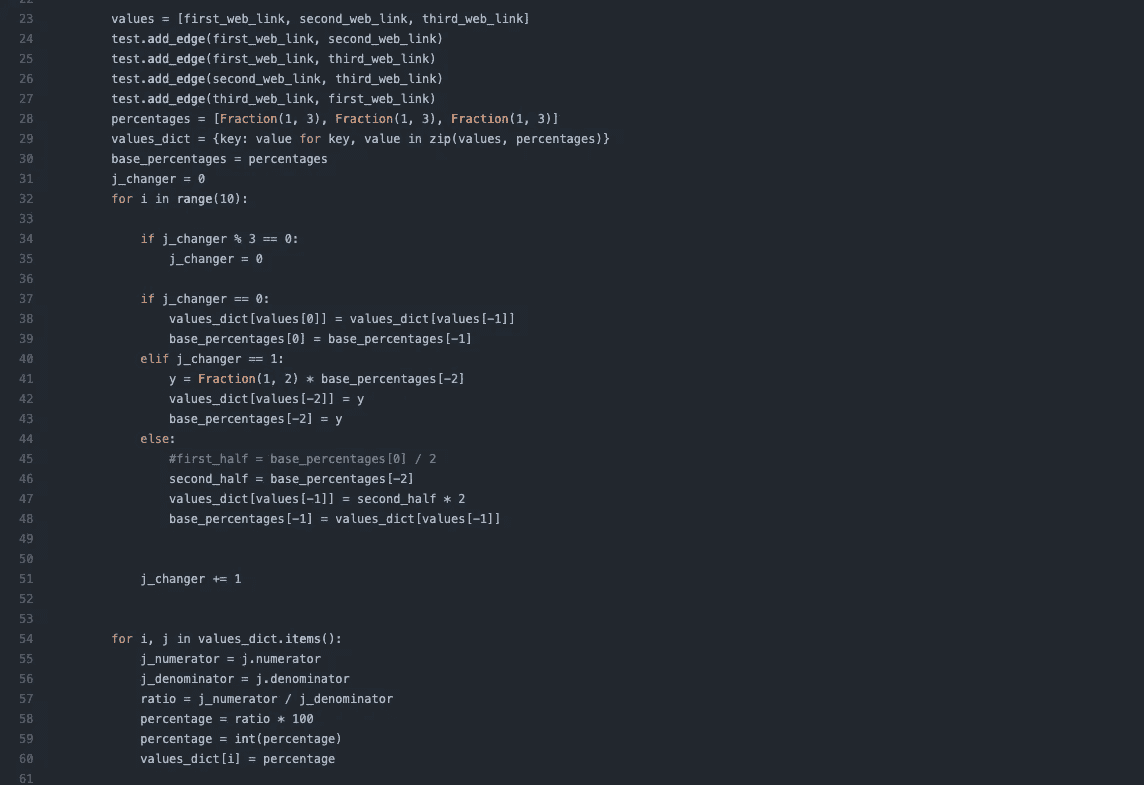 22
23 values = [first_web_link, second_web_link, third_web_link]
24 test.add_edge(first_web_link, second_web_link)
25 test.add_edge(first_web_link, third_web_link)
26 test.add_edge(second_web_link, third_web_link)
27 test.add_edge(third_web_link, first_web_link)
28 percentages = [Fraction(1, 3), Fraction(1, 3), Fraction(1, 3)]
29 values_dict = {key: value for key, value in zip(values, percentages)}
30 base_percentages = percentages
31 j_changer = 0
32 for i in range(10):
33
34 if j_changer % 3 == 0:
35 j_changer = 0
36
37 if j_changer == 0:
38 values_dict[values[0]] = values_dict[values[-1]]
39 base_percentages[0] = base_percentages[-1]
40 elif j_changer == 1:
41 y = Fraction(1, 2) * base_percentages[-2]
42 values_dict[values[-2]] = y
43 base_percentages[-2] = y
44 else:
45 #first_half = base_percentages[0] / 2
46 second_half = base_percentages[-2]
47 values_dict[values[-1]] = second_half * 2
48 base_percentages[-1] = values_dict[values[-1]]
49
50
51 j_changer += 1
52
53
54 for i, j in values_dict.items():
55 j_numerator = j.numerator
56 j_denominator = j.denominator
57 ratio = j_numerator / j_denominator
58 percentage = ratio * 100
59 percentage = int(percentage)
60 values_dict[i] = percentage
61